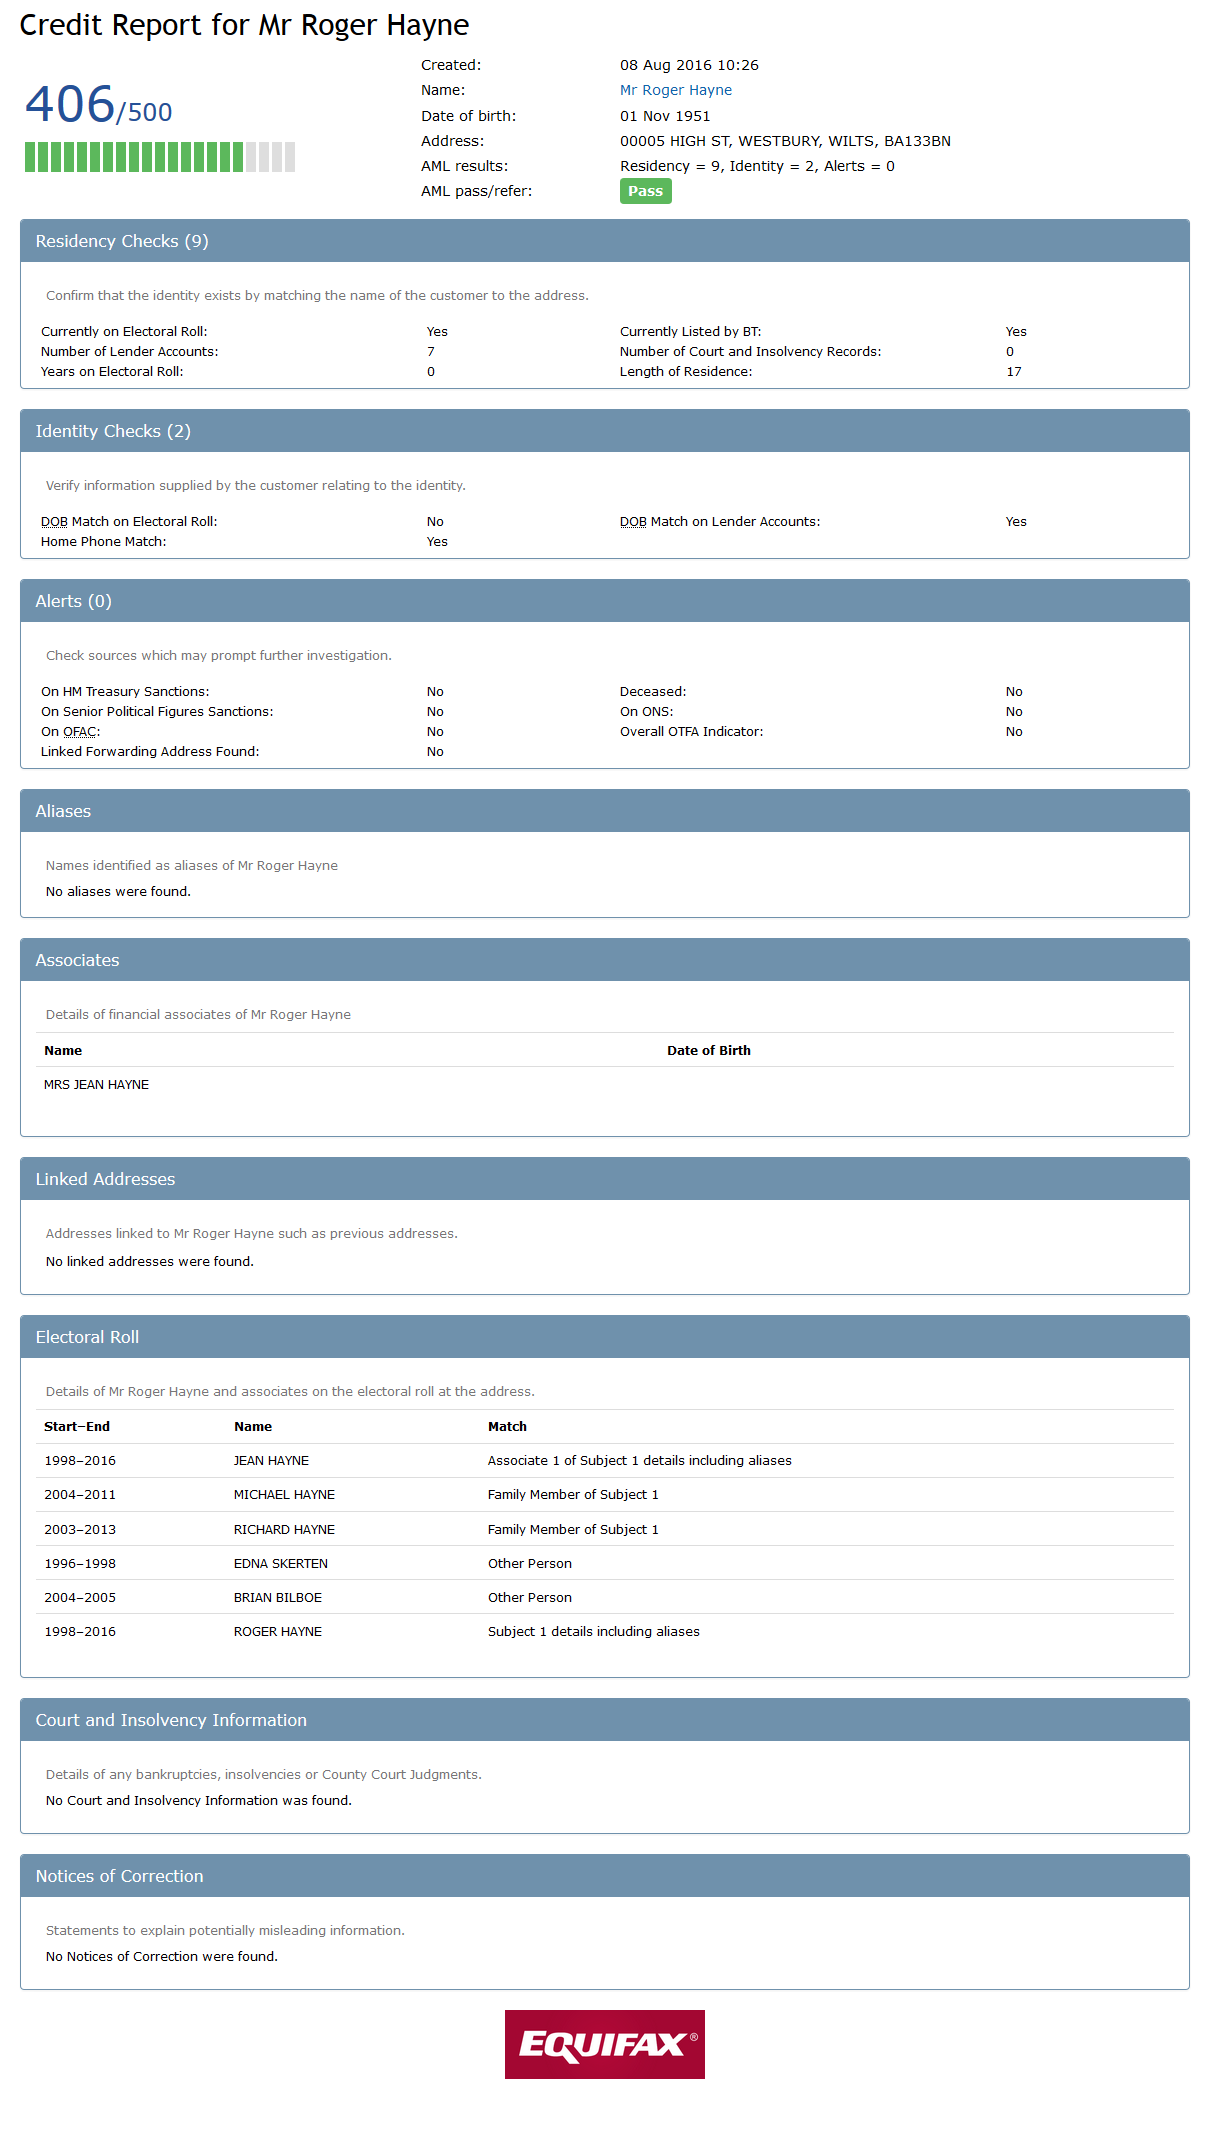 Credit Report for Mr Roger Hayne
406/500
Created: 08 Aug 2016 10:26
Name: Mr Roger Hayne
Date of birth: 01 Nov 1951
Address: 00005 HIGH ST, WESTBURY, WILTS, BA133BN
AML results: Residency = 9, Identity = 2, Alerts = 0
AML pass/refer: Pass
Residency Checks (9)
Confirm that the identity exists by matching the name of the customer to the address.
Currently on Electoral Roll: Yes Currently Listed by BT: Yes
Number of Lender Accounts: 7 Number of Court and Insolvency Records: 0
Years on Electoral Roll: 0 Length of Residence: 17
Identity Checks (2)
Verify information supplied by the customer relating to the identity.
DOB Match on Electoral Roll: No DOB Match on Lender Accounts: Yes
Home Phone Match: Yes
Alerts (0)
Check sources which may prompt further investigation.
On HM Treasury Sanctions: No Deceased: No
On Senior Political Figures Sanctions: No On ONS: No
On OFAC: No Overall OTFA Indicator: No
Linked Forwarding Address Found: No
Aliases
Names identified as aliases of Mr Roger Hayne
No aliases were found.
Associates
Details of financial associates of Mr Roger Hayne
Name Date of Birth
MRS JEAN HAYNE
Linked Addresses
Addresses linked to Mr Roger Hayne such as previous addresses.
No linked addresses were found.
Electoral Roll
Details of Mr Roger Hayne and associates on the electoral roll at the address.
Start–End Name Match
1998–2016 JEAN HAYNE Associate 1 of Subject 1 details including aliases
2004–2011 MICHAEL HAYNE Family Member of Subject 1
2003–2013 RICHARD HAYNE Family Member of Subject 1
1996–1998 EDNA SKERTEN Other Person
2004–2005 BRIAN BILBOE Other Person
1998–2016 ROGER HAYNE Subject 1 details including aliases
Court and Insolvency Information
Details of any bankruptcies, insolvencies or County Court Judgments.
No Court and Insolvency Information was found.
Notices of Correction
Statements to explain potentially misleading information.
No Notices of Correction were found.
EQUIFAX®